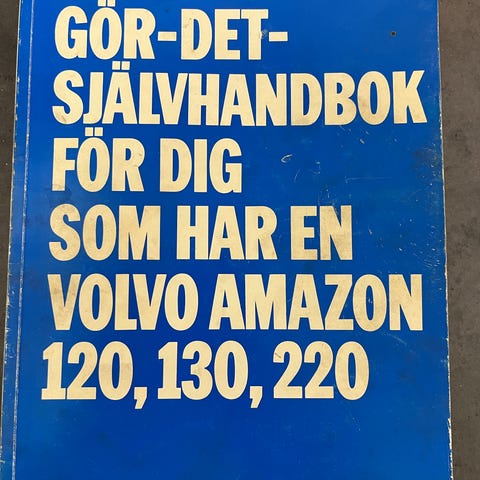 GÖR-DET-
SJÄLVHANDBOK
FÖR DIG
SOM HAR EN
VOLVO AMAZON
120, 130, 220